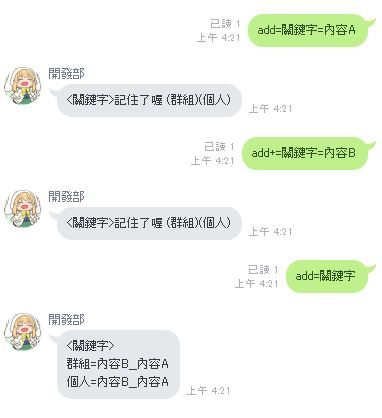 已讀 1
上午 4:21
add=關鍵字=內容A
開發部
<關鍵字>記住了喔 (群組)(個人)
上午 4:21
已讀 1
上午 4:21
add+=關鍵字=內容B
開發部
<關鍵字>記住了喔 (群組)(個人)
上午 4:21
已讀 1
上午 4:21
add=關鍵字
開發部
<關鍵字>
群組=內容B_內容A
個人=內容B_內容A
上午 4:21